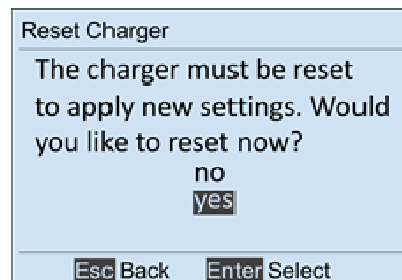 Reset Charger
The charger must be reset
to apply new settings. Would
you like to reset now?
no
yes
Esc Back Enter Select